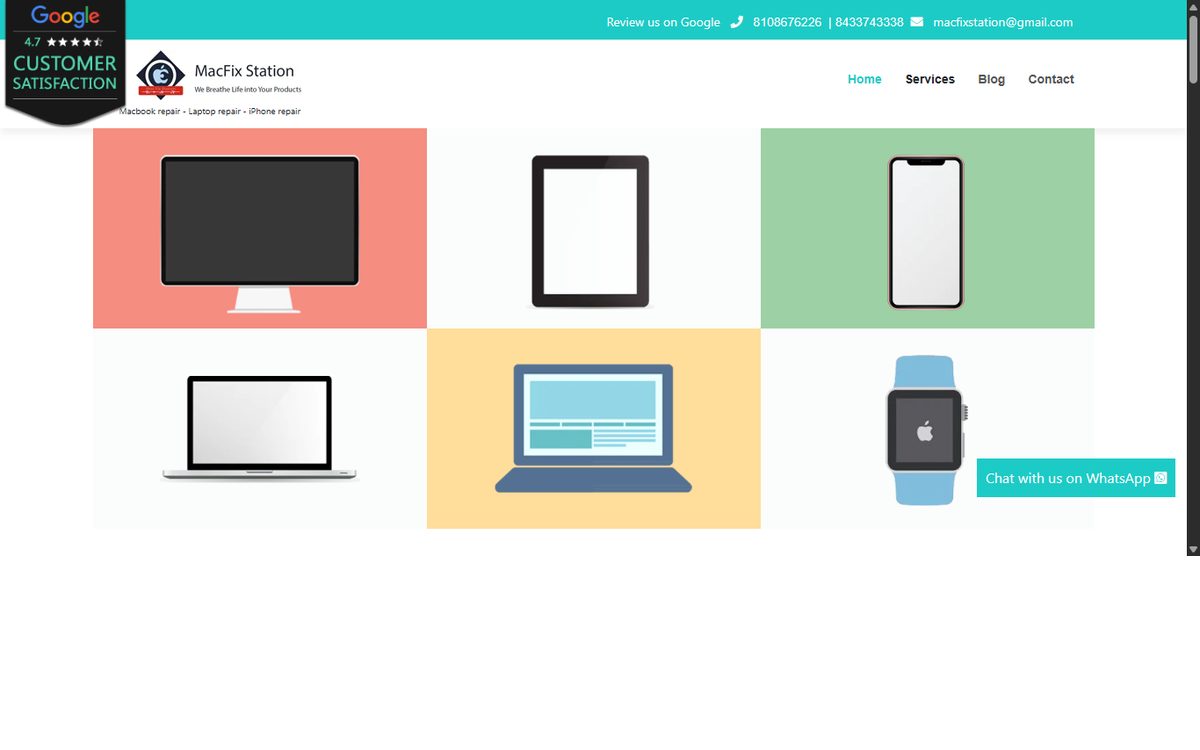 Google
4.7
CUSTOMER
SATISFACTION
Review us on Google 8108676226 | 8433743338 macfixstation@gmail.com
MacFix Station
We Breathe Life into Your Products
Macbook repair - Laptop repair - iPhone repair
Home Services Blog Contact
Chat with us on WhatsApp